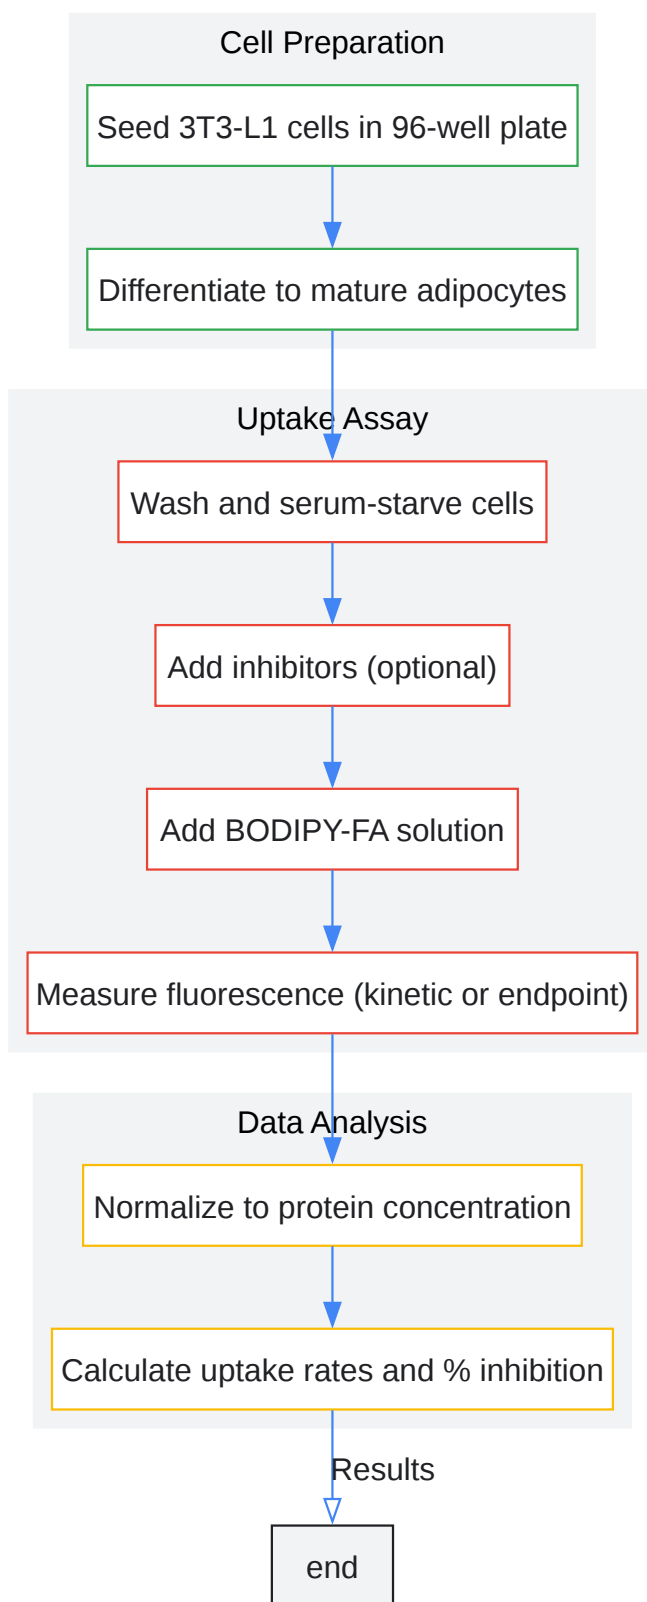 Cell Preparation
Seed 3T3-L1 cells in 96-well plate
Differentiate to mature adipocytes
Uptake Assay
Wash and serum-starve cells
Add inhibitors (optional)
Add BODIPY-FA solution
Measure fluorescence (kinetic or endpoint)
Data Analysis
Normalize to protein concentration
Calculate uptake rates and % inhibition
Results
end